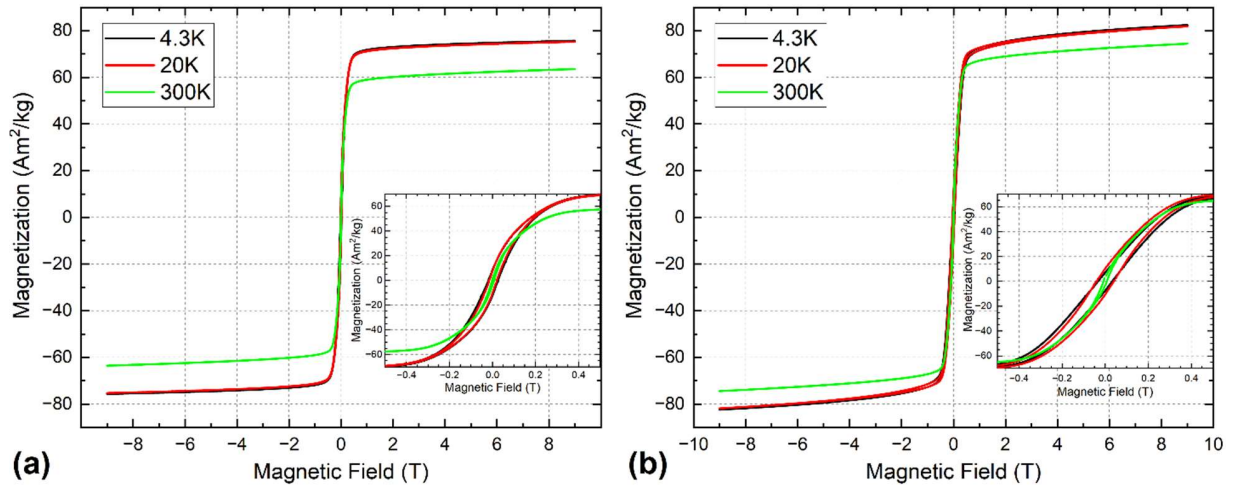 80
60
40
20
0
−20
−40
−60
−80
Magnetization (Am²/kg)
4.3K
20K
300K
−8 −6 −4 −2 0 2 4 6 8
Magnetic Field (T)
60
40
20
0
−20
−40
−60
Magnetization (Am²/kg)
−0.4 −0.2 0.0 0.2 0.4
Magnetic Field (T)
(a)
80
60
40
20
0
−20
−40
−60
−80
Magnetization (Am²/kg)
4.3K
20K
300K
−10 −8 −6 −4 −2 0 2 4 6 8 10
Magnetic Field (T)
60
40
20
0
−20
−40
−60
Magnetization (Am²/kg)
−0.4 −0.2 0.0 0.2 0.4
Magnetic Field (T)
(b)